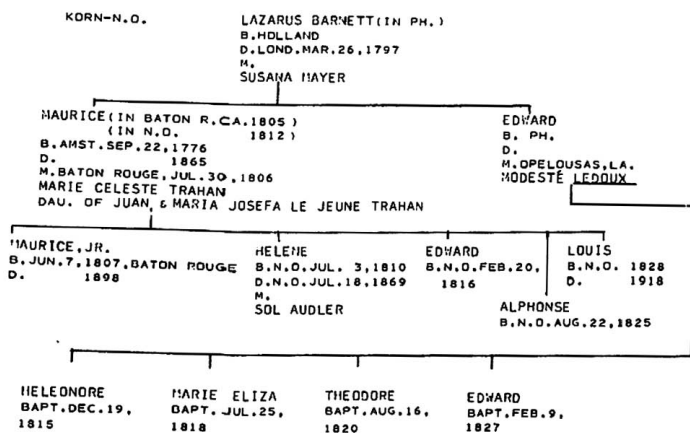 KORN-N.O.
LAZARUS BARNETT(IN PH.)
B.HOLLAND
D.LOND.MAR.26,1797
M.
SUSANA MAYER
MAURICE(IN BATON R.CA.1805)
(IN N.O. 1812)
B.AMST.SEP.22,1776
D. 1865
M.BATON ROUGE,JUL.30,1806
MARIE CELESTE TRAHAN
DAU. OF JUAN & MARIA JOSEFA LE JEUNE TRAHAN
EDWARD
B. PH.
D.
M.OPELOUSAS,LA.
MODESTÉ LEDOUX
MAURICE,JR.
B.JUN.7,1807,BATON ROUGE
D. 1898
HELENE
B.N.O.JUL. 3,1810
D.N.O.JUL.18,1869
M.
SOL AUDLER
EDWARD
B.N.O.FEB.20,
1816
ALPHONSE
B.N.O.AUG.22,1825
LOUIS
B.N.O. 1828
D. 1918
HELEONORE
BAPT.DEC.19,
1815
MARIE ELIZA
BAPT.JUL.25,
1818
THEODORE
BAPT.AUG.16,
1820
EDWARD
BAPT.FEB.9,
1827